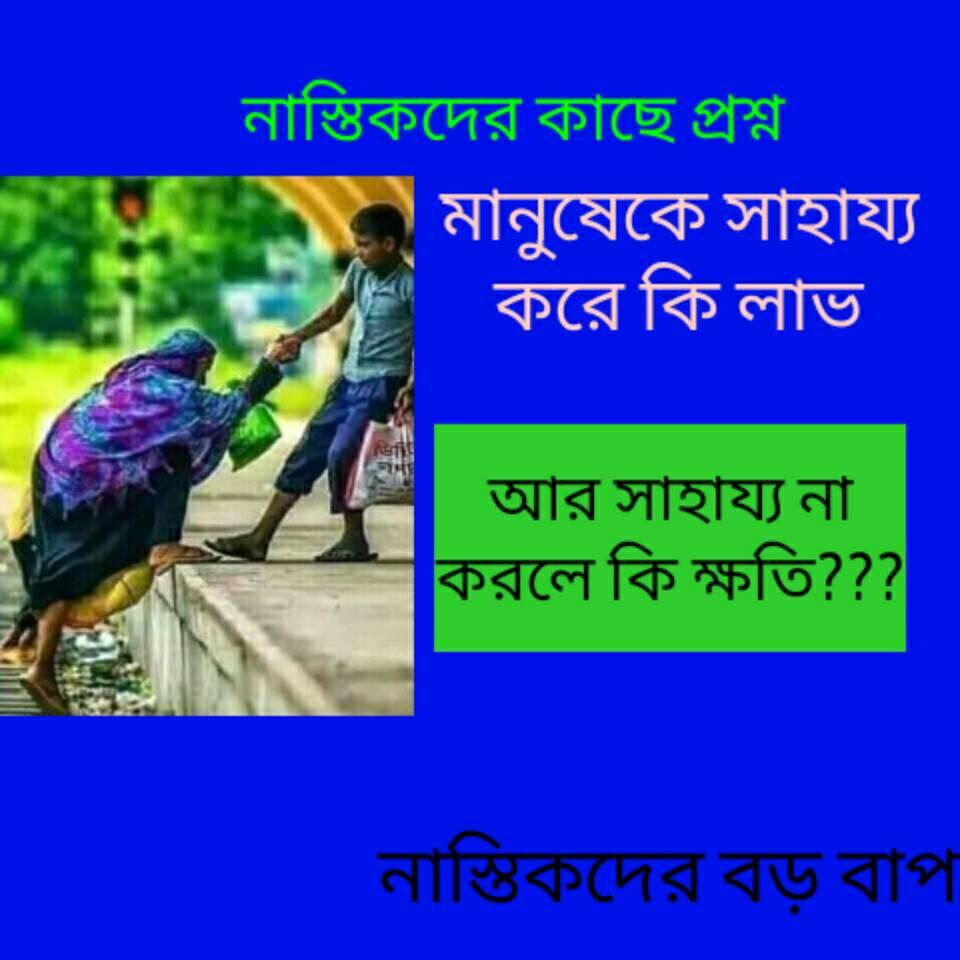 নাস্তিকদের কাছে প্রশ্ন
মানুষেকে সাহায্য
করে কি লাভ
আর সাহায্য না
করলে কি ক্ষতি???
নাস্তিকদের বড় বাপ